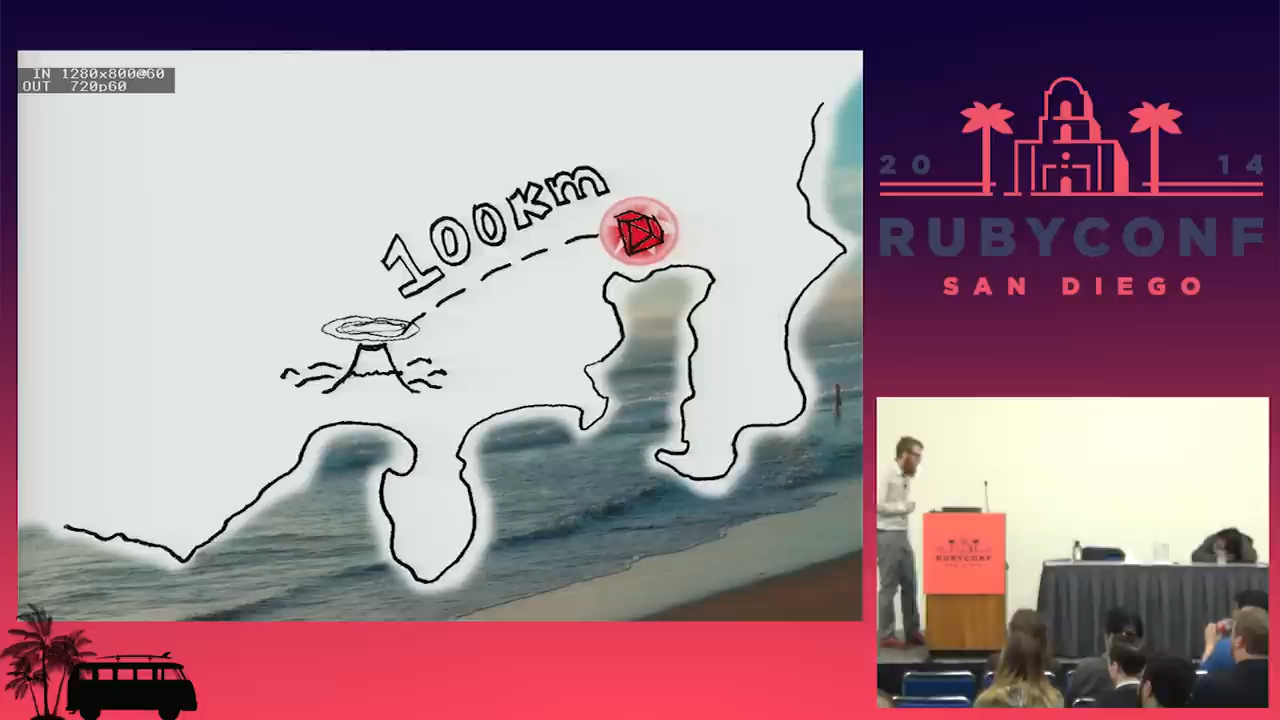 IN 1280x800@60
OUT 720p60
100km
20 14
RUBYCONF
SAN DIEGO
RUBYCONF